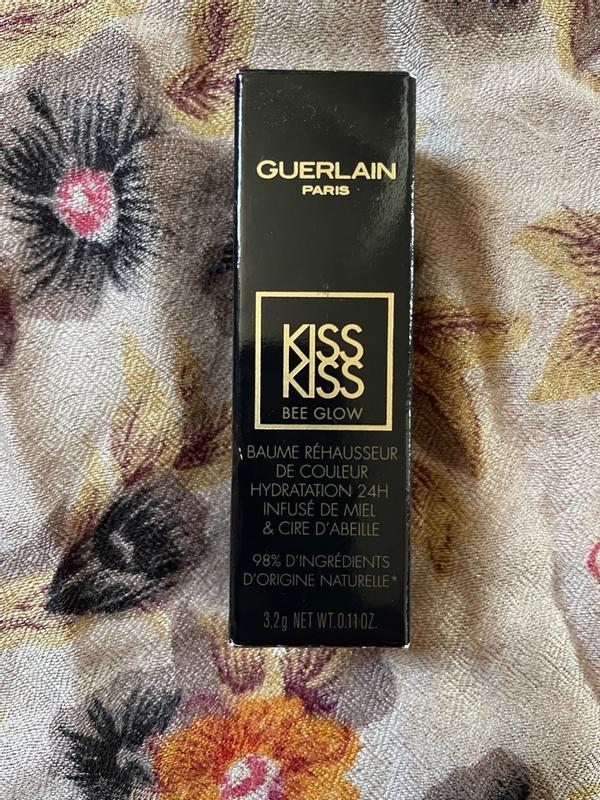 GUERLAIN
PARIS
KISS
KISS
BEE GLOW
BAUME RÉHAUSSEUR
DE COULEUR
HYDRATATION 24H
INFUSÉ DE MIEL
& CIRE D'ABEILLE
98% D'INGRÉDIENTS
D'ORIGINE NATURELLE*
3.2g NET WT.0.11 OZ.